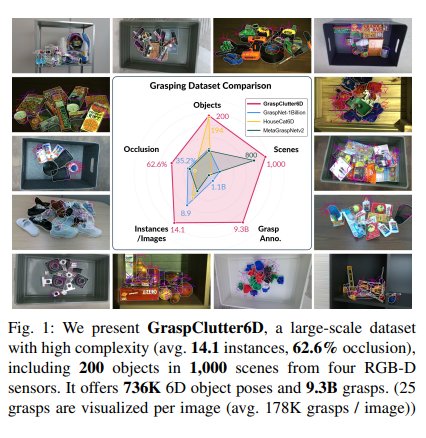 Grasping Dataset Comparison
Objects
GraspClutter6D
GraspNet-1Billion
HouseCat6D
MetaGraspNetv2
200
194
Occlusion
Scenes
800
62.6%
35.2%
1,000
1.1B
8.9
Instances
/Images
14.1
9.3B
Grasp
Anno.
Fig. 1: We present GraspClutter6D, a large-scale dataset
with high complexity (avg. 14.1 instances, 62.6% occlusion),
including 200 objects in 1,000 scenes from four RGB-D
sensors. It offers 736K 6D object poses and 9.3B grasps. (25
grasps are visualized per image (avg. 178K grasps / image))